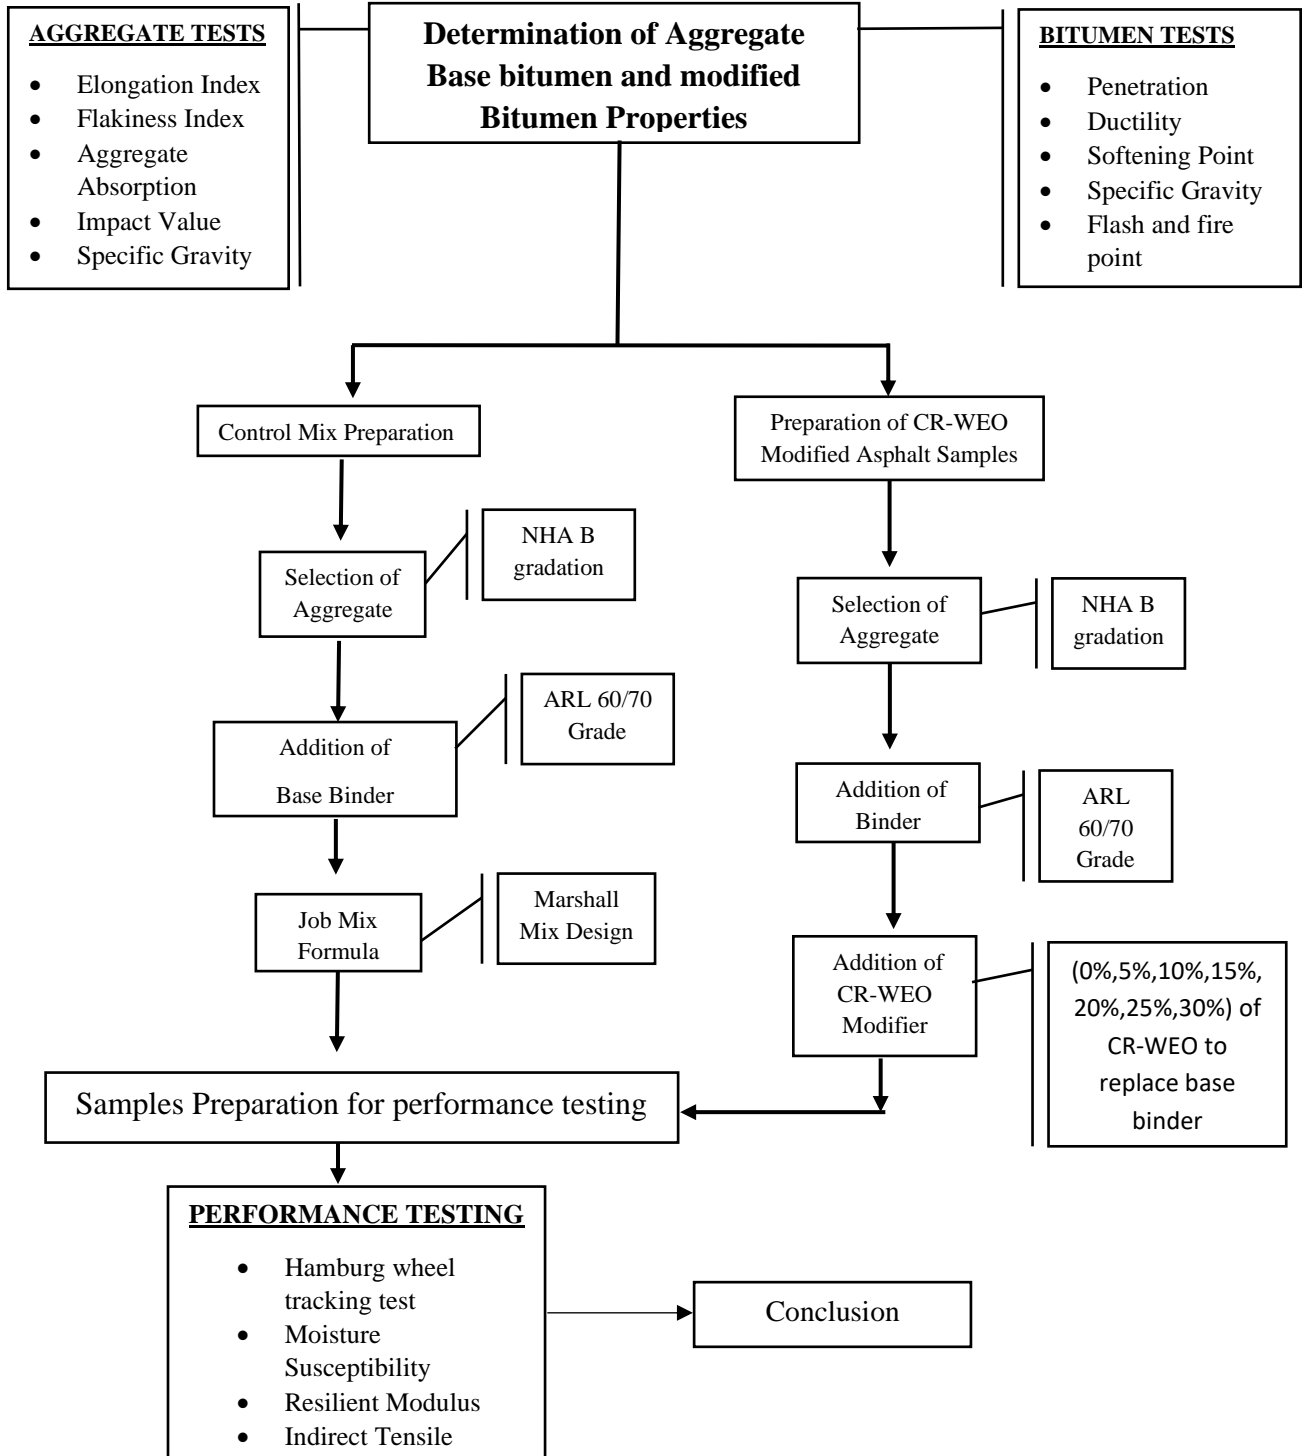 AGGREGATE TESTS
• Elongation Index
• Flakiness Index
• Aggregate
Absorption
• Impact Value
• Specific Gravity
Determination of Aggregate
Base bitumen and modified
Bitumen Properties
BITUMEN TESTS
• Penetration
• Ductility
• Softening Point
• Specific Gravity
• Flash and fire
point
Control Mix Preparation
Preparation of CR-WEO
Modified Asphalt Samples
NHA B
gradation
Selection of
Aggregate
Selection of
Aggregate
NHA B
gradation
ARL 60/70
Grade
Addition of
Base Binder
Addition of
Binder
ARL
60/70
Grade
Job Mix
Formula
Marshall
Mix Design
Addition of
CR-WEO
Modifier
(0%,5%,10%,15%,
20%,25%,30%) of
CR-WEO to
replace base
binder
Samples Preparation for performance testing
PERFORMANCE TESTING
• Hamburg wheel
tracking test
• Moisture
Susceptibility
• Resilient Modulus
• Indirect Tensile
Conclusion